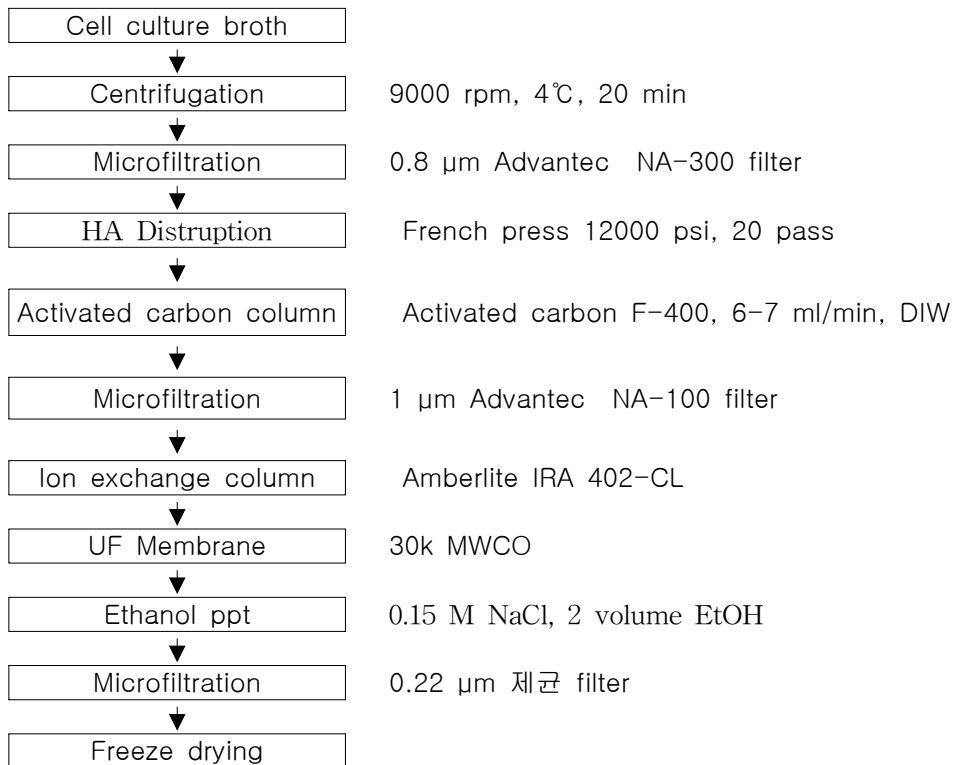 Cell culture broth
Centrifugation 9000 rpm, 4℃, 20 min
Microfiltration 0.8 μm Advantec NA-300 filter
HA Distruption French press 12000 psi, 20 pass
Activated carbon column Activated carbon F-400, 6-7 ml/min, DIW
Microfiltration 1 μm Advantec NA-100 filter
Ion exchange column Amberlite IRA 402-CL
UF Membrane 30k MWCO
Ethanol ppt 0.15 M NaCl, 2 volume EtOH
Microfiltration 0.22 μm 제균 filter
Freeze drying